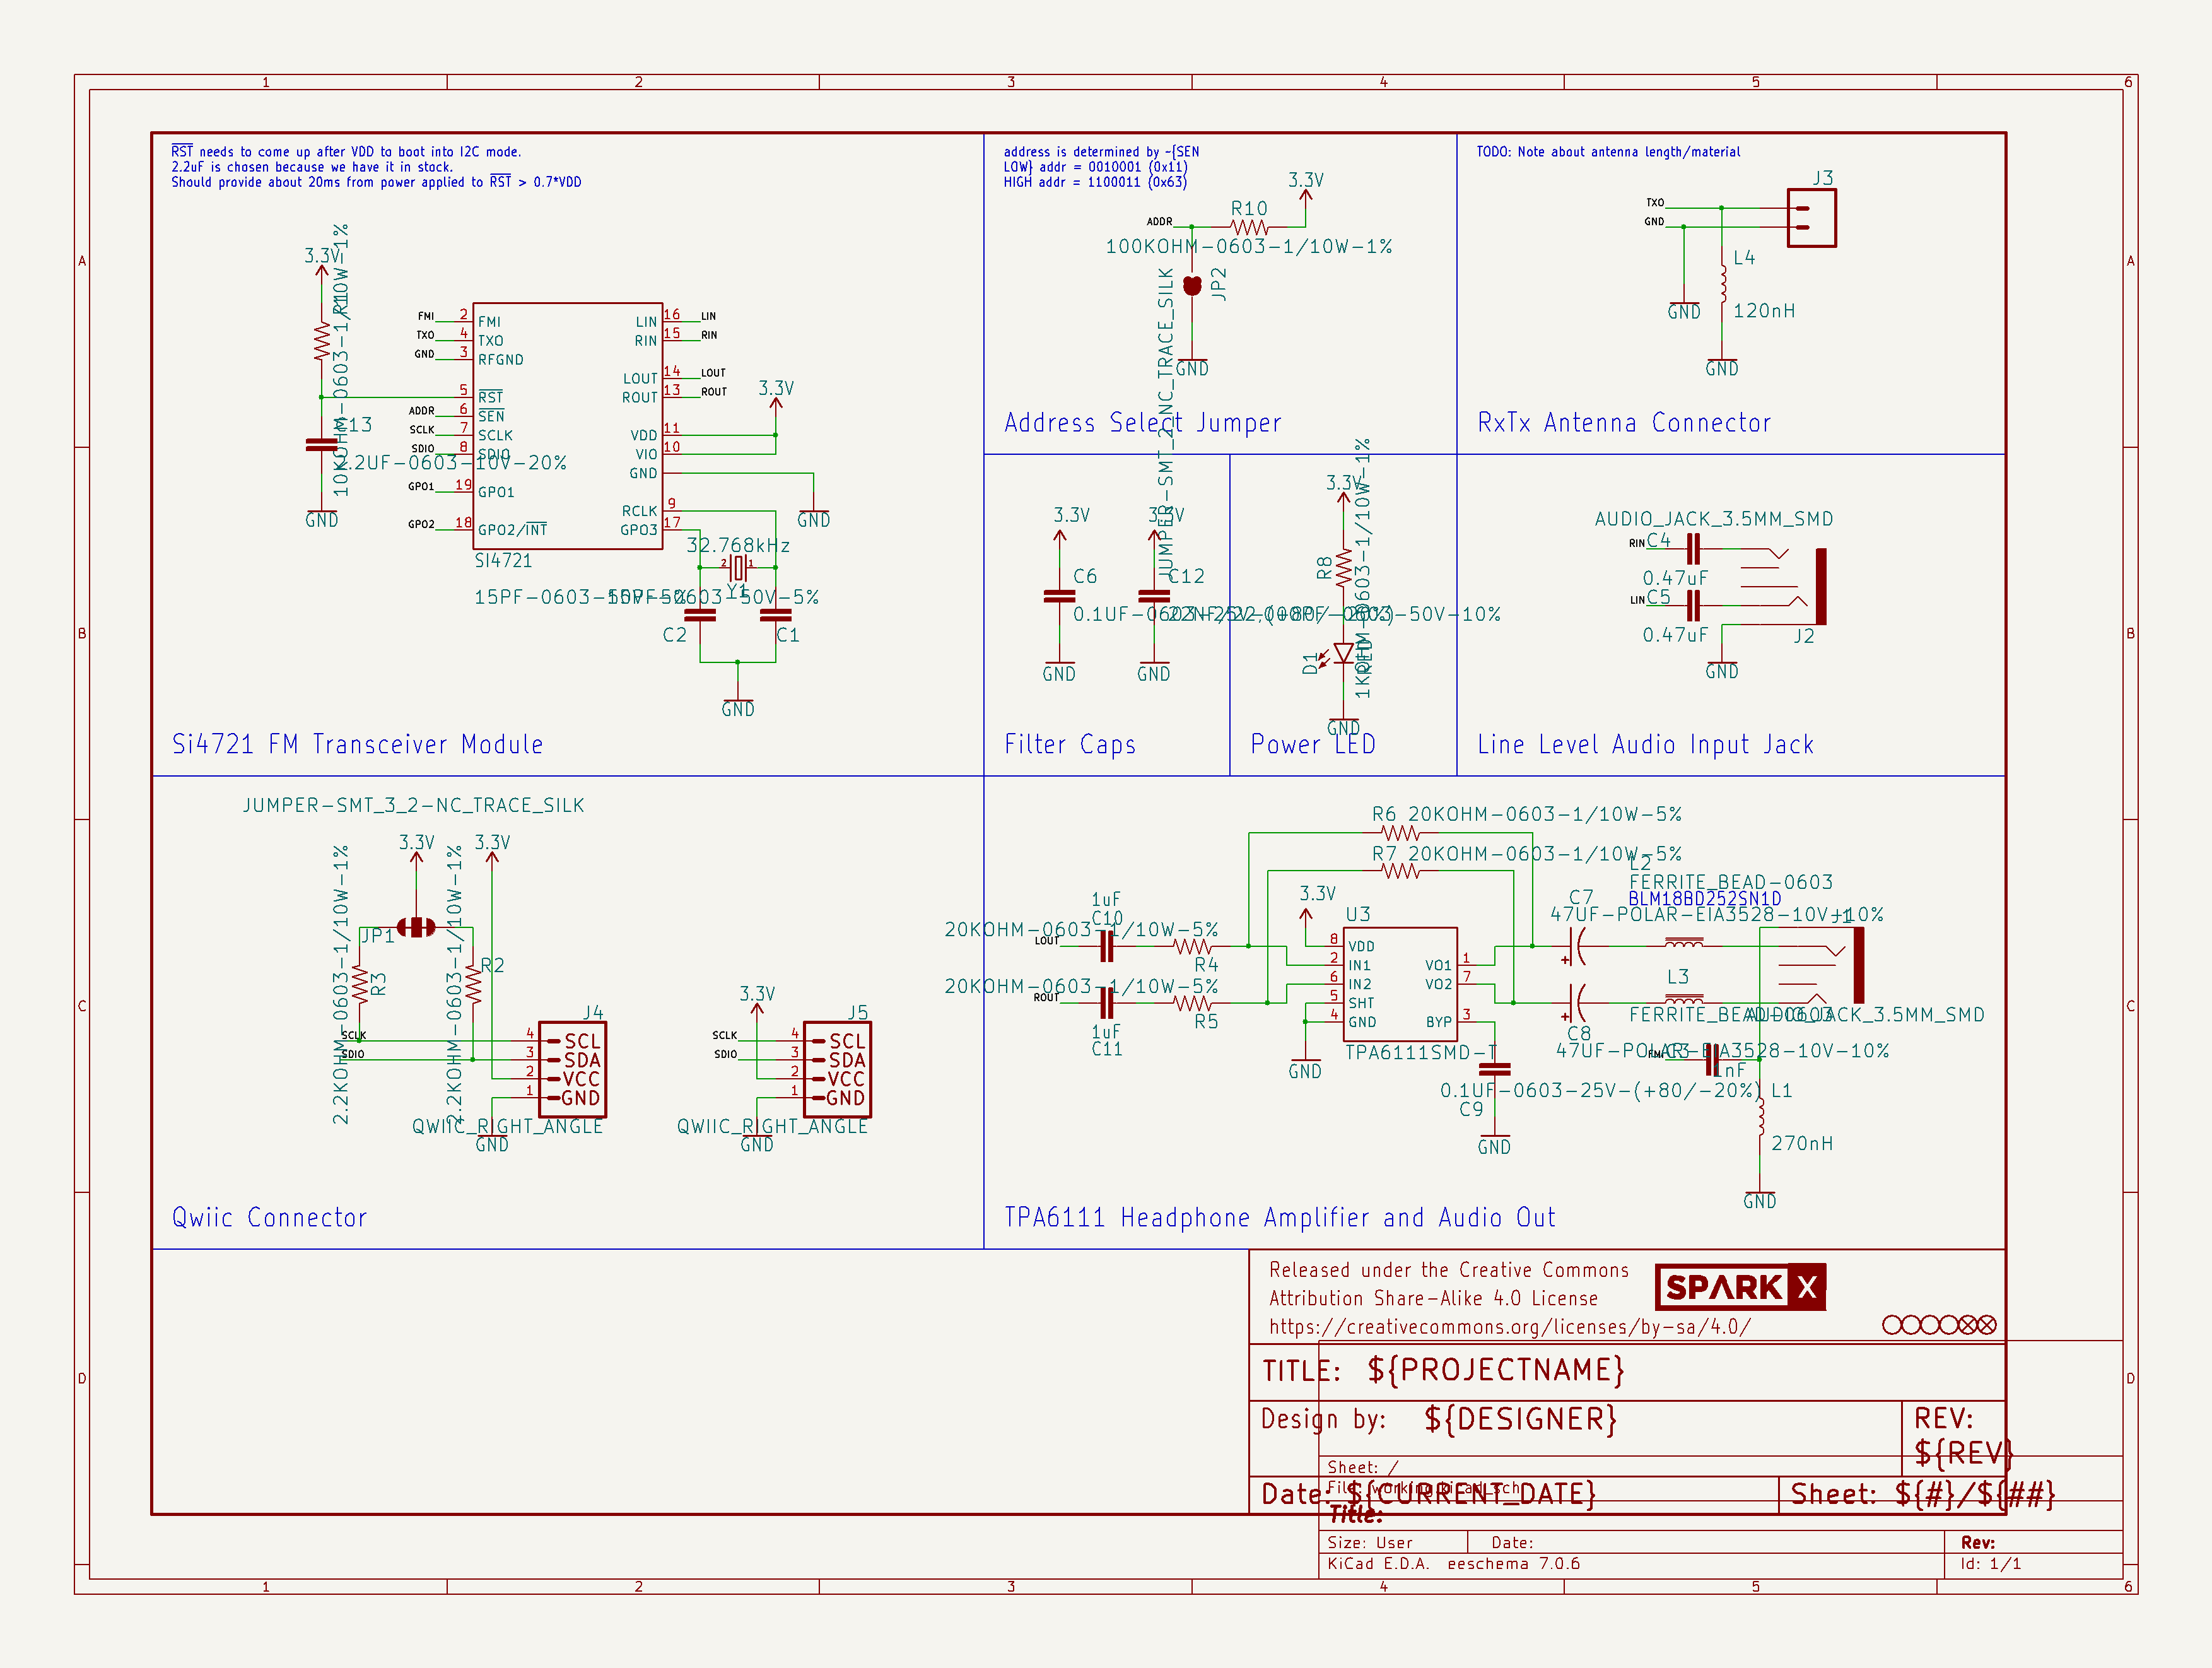 1 2 3 4 5 6
A
B
C
D
RST needs to come up after VDD to boot into I2C mode.
2.2uF is chosen because we have it in stock.
Should provide about 20ms from power applied to RST > 0.7*VDD
3.3V
10KOHM-0603-1/10W-1%
C13
2.2UF-0603-10V-20%
GND
FMI 2 FMI
TXO 4 TXO
GND 3 RFGND
5 RST
ADDR 6 SEN
SCLK 7 SCLK
SDIO 8 SDIO
GPO1 19 GPO1
GPO2 18 GPO2/INT
LIN 16 LIN
RIN 15 RIN
LOUT 14 LOUT
ROUT 13 ROUT
VDD 11
VIO 10
GND
RCLK 9
GPO3 17
SI4721
3.3V
GND
32.768kHz
2 1
Y1
15PF-0603-50V-5%
15PF-0603-50V-5%
C2
C1
GND
Si4721 FM Transceiver Module
address is determined by ~{SEN
LOW} addr = 0010001 (0x11)
HIGH addr = 1100011 (0x63)
3.3V
ADDR
R10
100KOHM-0603-1/10W-1%
JP2
JUMPER-SMT_2_NC_TRACE_SILK
GND
Address Select Jumper
TODO: Note about antenna length/material
J3
TXO
GND
L4
120nH
GND
GND
RxTx Antenna Connector
3.3V
C6
0.1UF-0603-25V-(+80/-20%)
GND
3.3V
C12
GND
Filter Caps
3.3V
R8
1KOHM-0603-1/10W-1%
D1
RED
GND
Power LED
AUDIO_JACK_3.5MM_SMD
RIN C4
0.47uF
LIN C5
0.47uF
J2
GND
Line Level Audio Input Jack
JUMPER-SMT_3_2-NC_TRACE_SILK
3.3V 3.3V
JP1
R3
2.2KOHM-0603-1/10W-1%
R2
2.2KOHM-0603-1/10W-1%
SCLK
SDIO
J4
4 SCL
3 SDA
2 VCC
1 GND
QWIIC_RIGHT_ANGLE
GND
3.3V
SCLK
SDIO
J5
4 SCL
3 SDA
2 VCC
1 GND
QWIIC_RIGHT_ANGLE
GND
Qwiic Connector
R6 20KOHM-0603-1/10W-5%
R7 20KOHM-0603-1/10W-5%
1uF
C10
20KOHM-0603-1/10W-5%
LOUT
R4
20KOHM-0603-1/10W-5%
ROUT
R5
1uF
C11
3.3V
U3
8 VDD
2 IN1
6 IN2
5 SHT
4 GND
VO1 1
VO2 7
BYP 3
TPA6111SMD-T
GND
C7
47UF-POLAR-EIA3528-10V-10%
L2
FERRITE_BEAD-0603
BLM18BD252SN1D
J1
L3
FERRITE_BEAD-0603
AUDIO_JACK_3.5MM_SMD
C8
47UF-POLAR-EIA3528-10V-10%
FMI
C3
1nF
0.1UF-0603-25V-(+80/-20%)
C9
GND
L1
270nH
GND
TPA6111 Headphone Amplifier and Audio Out
Released under the Creative Commons
Attribution Share-Alike 4.0 License
https://creativecommons.org/licenses/by-sa/4.0/
SPARK X
TITLE: ${PROJECTNAME}
Design by: ${DESIGNER}
REV:
${REV}
Date: ${CURRENT_DATE}
Sheet: ${#}/${##}
Sheet: /
File: working.kicad_sch
Title:
Size: User
Date:
Rev:
KiCad E.D.A. eeschema 7.0.6
Id: 1/1
1 2 3 4 5 6
A
B
C
D